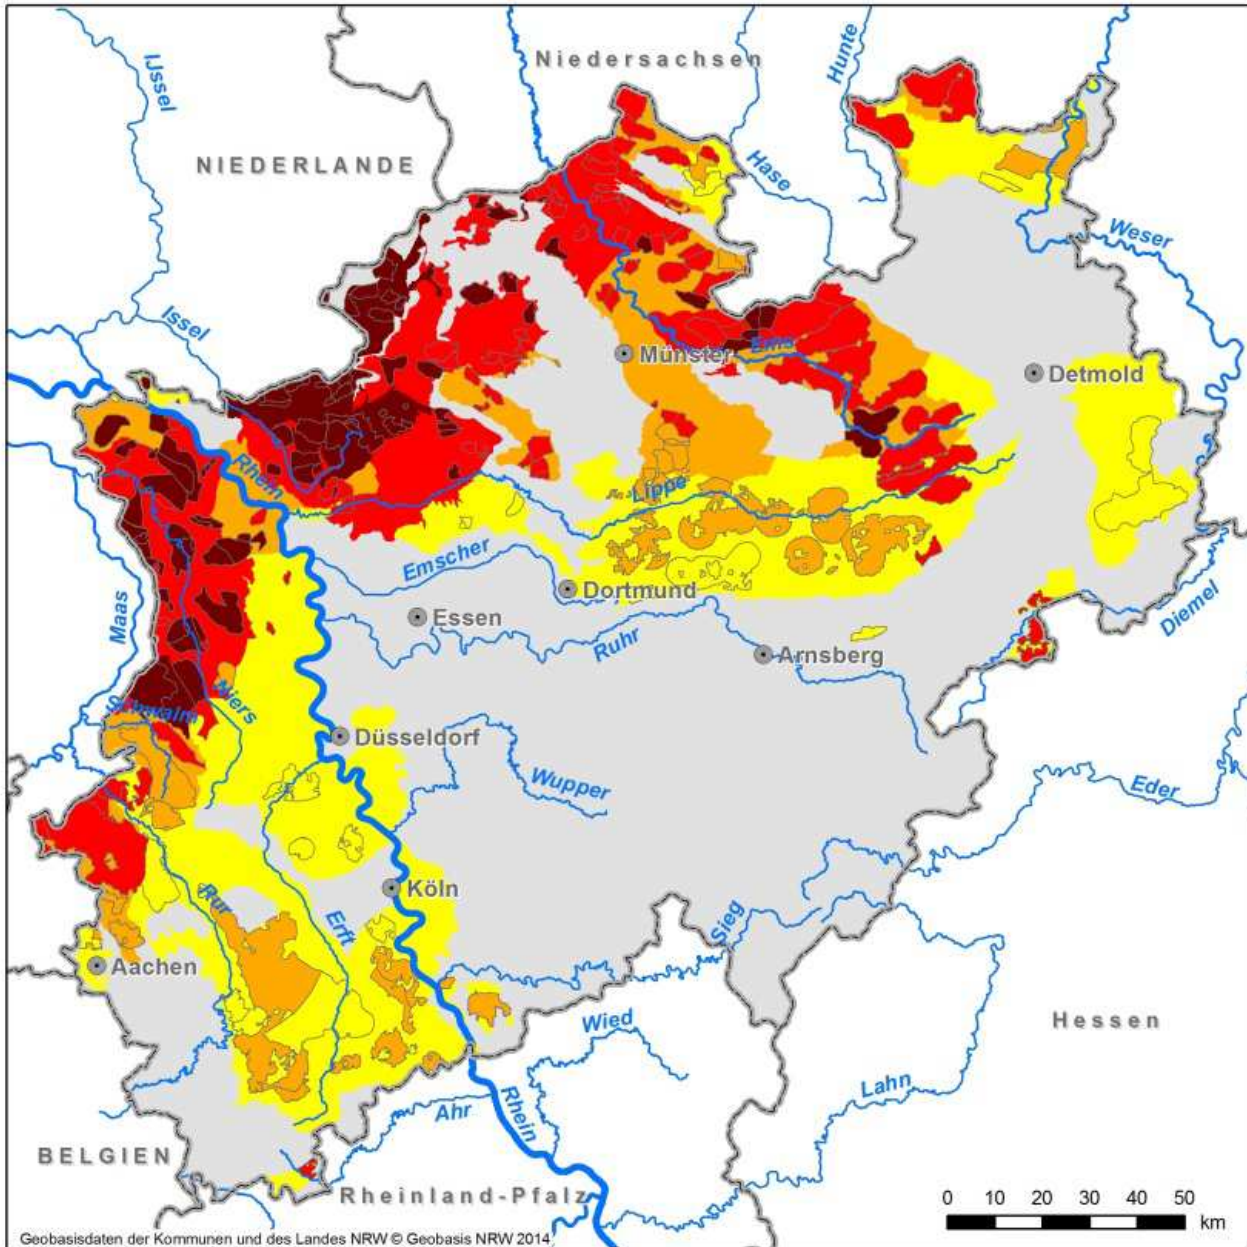 Niedersachsen
IJssel
Hunte
NIEDERLANDE
Hase
Weser
Issel
Münster
Ems
Detmold
Rhein
Lippe
Emscher
Dortmund
Maas
Essen
Ruhr
Diemel
Arnsberg
Niers
Schwalm
Düsseldorf
Wupper
Eder
Köln
Rur
Erft
Sieg
Aachen
Hessen
Wied
Lahn
Rhein
Ahr
BELGIEN
Rheinland-Pfalz
0 10 20 30 40 50
km
Geobasisdaten der Kommunen und des Landes NRW © Geobasis NRW 2014